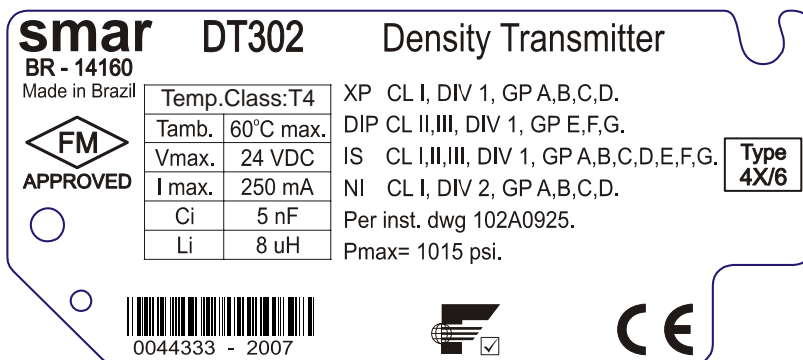 smar DT302 Density Transmitter
BR - 14160
Made in Brazil
FM
APPROVED
Temp.Class:T4
Tamb. 60°C max.
Vmax. 24 VDC
I max. 250 mA
Ci 5 nF
Li 8 uH
XP CL I, DIV 1, GP A,B,C,D.
DIP CL II,III, DIV 1, GP E,F,G.
IS CL I,II,III, DIV 1, GP A,B,C,D,E,F,G.
NI CL I, DIV 2, GP A,B,C,D.
Per inst. dwg 102A0925.
Pmax= 1015 psi.
Type
4X/6
0044333 - 2007
CE